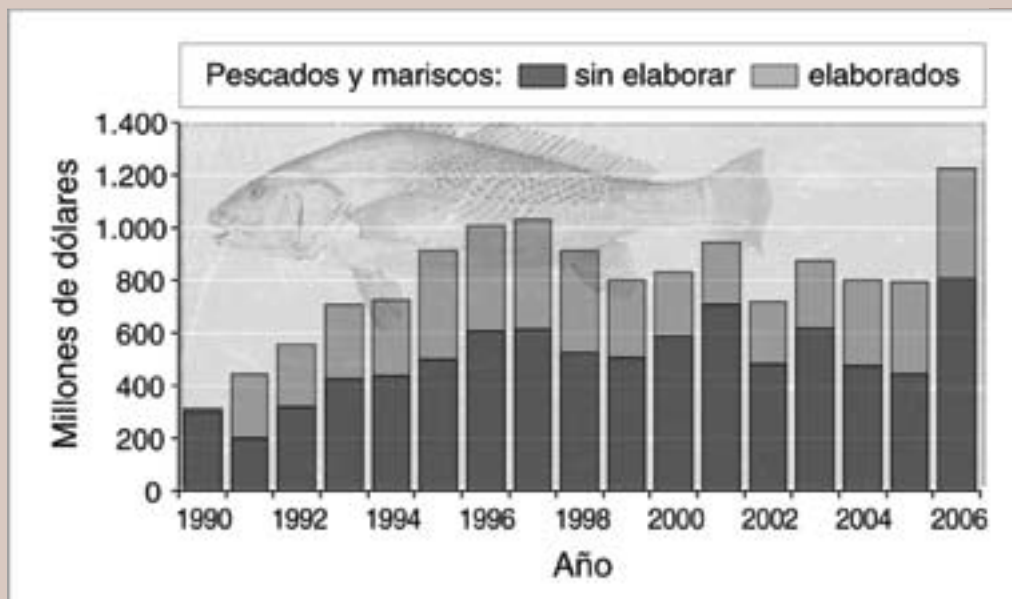 Pescados y mariscos: sin elaborar elaborados
Millones de dólares
1.400
1.200
1.000
800
600
400
200
0
1990 1992 1994 1996 1998 2000 2002 2004 2006
Año